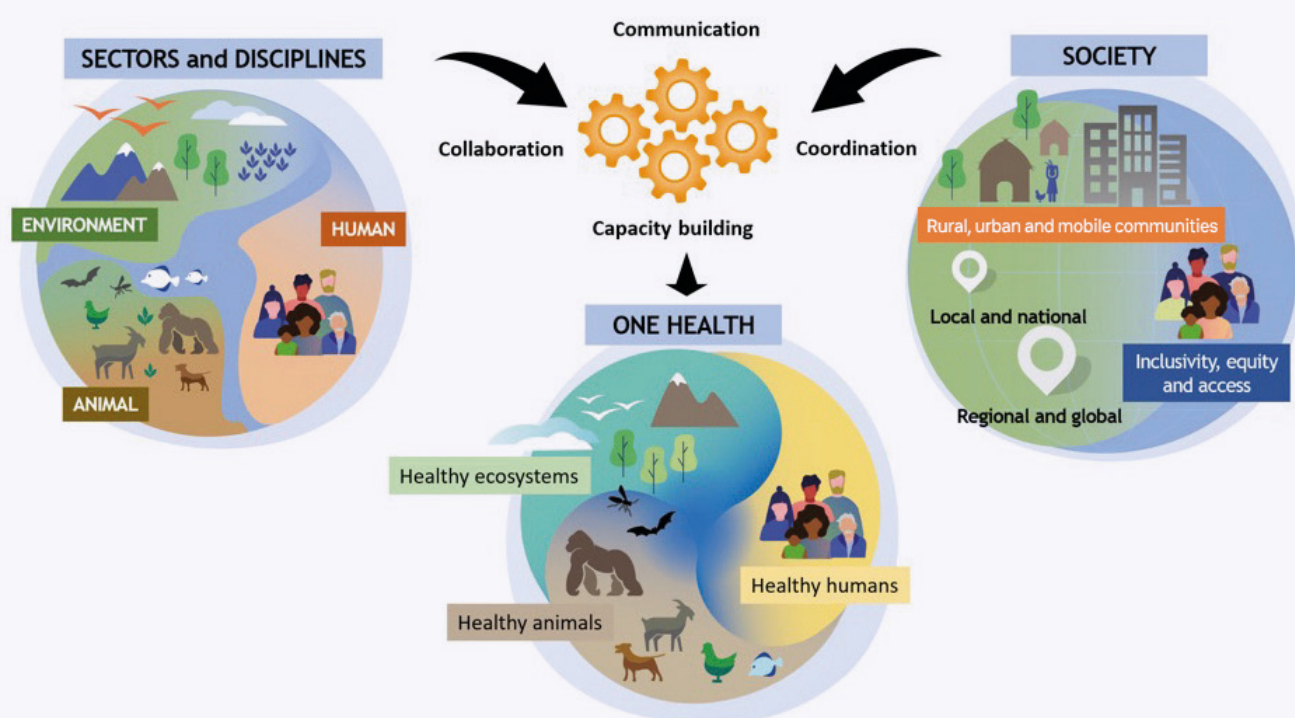 SECTORS and DISCIPLINES
ENVIRONMENT
HUMAN
ANIMAL
Communication
Collaboration
Coordination
Capacity building
SOCIETY
Rural, urban and mobile communities
Local and national
Inclusivity, equity
and access
Regional and global
ONE HEALTH
Healthy ecosystems
Healthy humans
Healthy animals